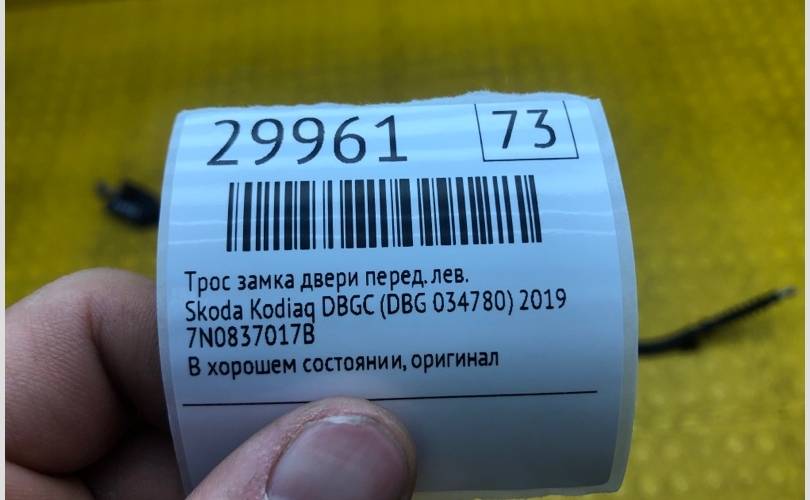 29961
73
Трос замка двери перед. лев.
Skoda Kodiaq DBGC (DBG 034780) 2019
7N0837017B
В хорошем состоянии, оригинал